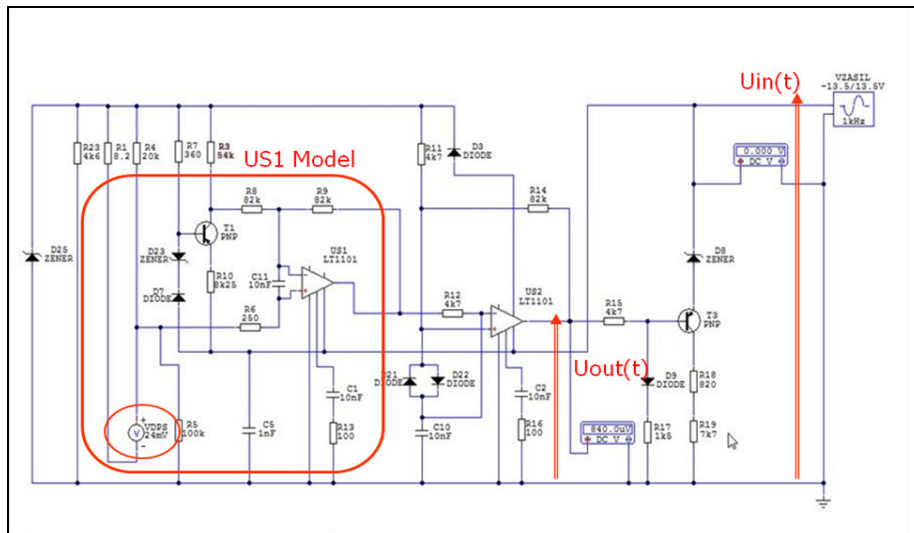 Uin(t)
VZASIL
-13.5/13.5V
1kHz
0.000 V
DC V
R23
4k6
R1
8.2
R4
20k
R7
360
R3
54k
US1 Model
R11
4k7
D3
DIODE
R8
82k
R9
82k
R14
82k
T1
PNP
D25
ZENER
D23
ZENER
D7
DIODE
R10
8k25
C11
10nF
US1
LT1101
D8
ZENER
R6
250
R12
4k7
US2
LT1101
R15
4k7
T3
PNP
Uout(t)
D21
DIODE
D22
DIODE
D9
DIODE
R18
820
C1
10nF
C2
10nF
VDPS
24mV
V
R5
100k
C5
1nF
R13
100
C10
10nF
R16
100
840.0uV
DC V
R17
1k5
R19
7k7